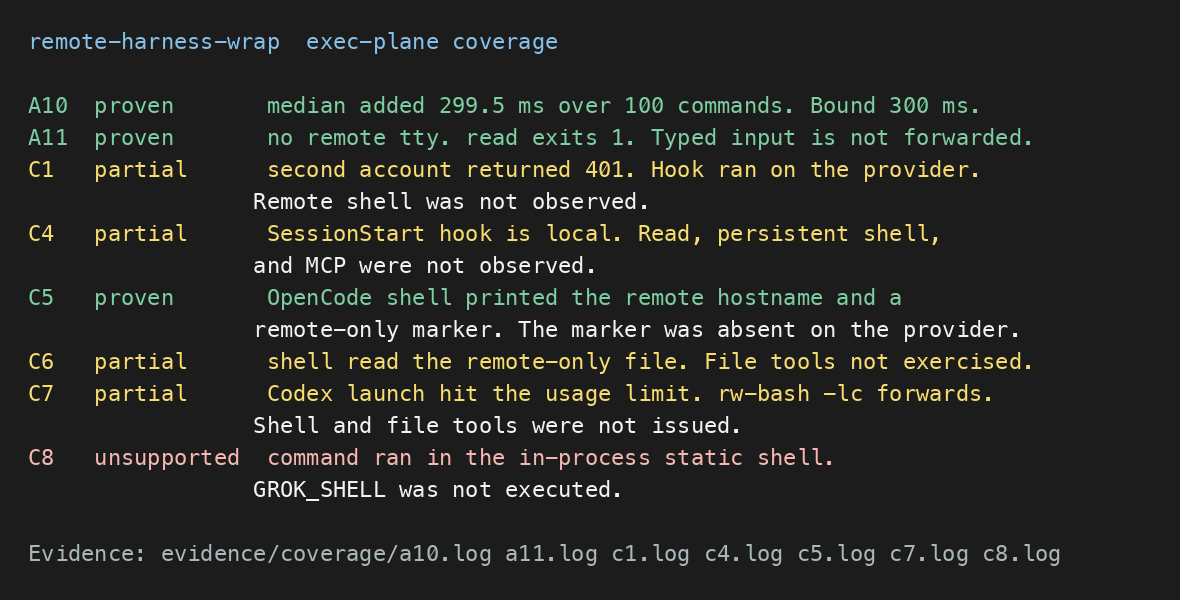 remote-harness-wrap  exec-plane coverage
A10  proven       median added 299.5 ms over 100 commands. Bound 300 ms.
A11  proven       no remote tty. read exits 1. Typed input is not forwarded.
C1   partial      second account returned 401. Hook ran on the provider.
Remote shell was not observed.
C4   partial      SessionStart hook is local. Read, persistent shell,
and MCP were not observed.
C5   proven       OpenCode shell printed the remote hostname and a
remote-only marker. The marker was absent on the provider.
C6   partial      shell read the remote-only file. File tools not exercised.
C7   partial      Codex launch hit the usage limit. rw-bash -lc forwards.
Shell and file tools were not issued.
C8   unsupported  command ran in the in-process static shell.
GROK_SHELL was not executed.
Evidence: evidence/coverage/a10.log a11.log c1.log c4.log c5.log c7.log c8.log